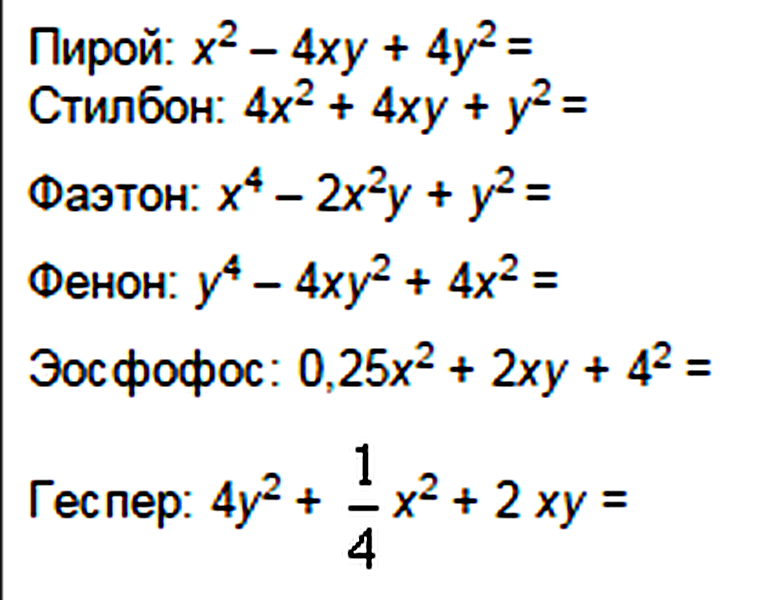 Пирой: x² – 4xy + 4y² =
Стилбон: 4x² + 4xy + y² =
Фаэтон: x⁴ – 2x²y + y² =
Фенон: y⁴ – 4xy² + 4x² =
Эосфофос: 0,25x² + 2xy + 4² =
Геспер: 4y² + 1/4 x² + 2 xy =